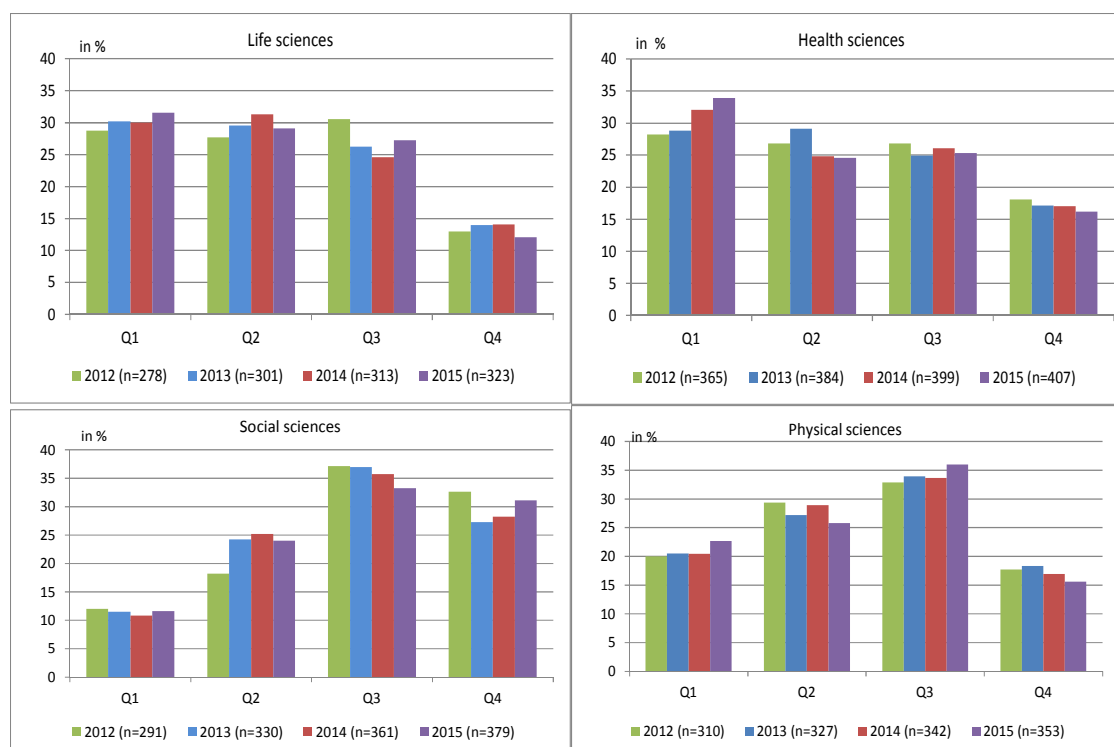 Life sciences
in %
40
35
30
25
20
15
10
5
0
Q1 Q2 Q3 Q4
2012 (n=278) 2013 (n=301) 2014 (n=313) 2015 (n=323)
Health sciences
in %
40
35
30
25
20
15
10
5
0
Q1 Q2 Q3 Q4
2012 (n=365) 2013 (n=384) 2014 (n=399) 2015 (n=407)
Social sciences
in %
40
35
30
25
20
15
10
5
0
Q1 Q2 Q3 Q4
2012 (n=291) 2013 (n=330) 2014 (n=361) 2015 (n=379)
Physical sciences
in %
40
35
30
25
20
15
10
5
0
Q1 Q2 Q3 Q4
2012 (n=310) 2013 (n=327) 2014 (n=342) 2015 (n=353)